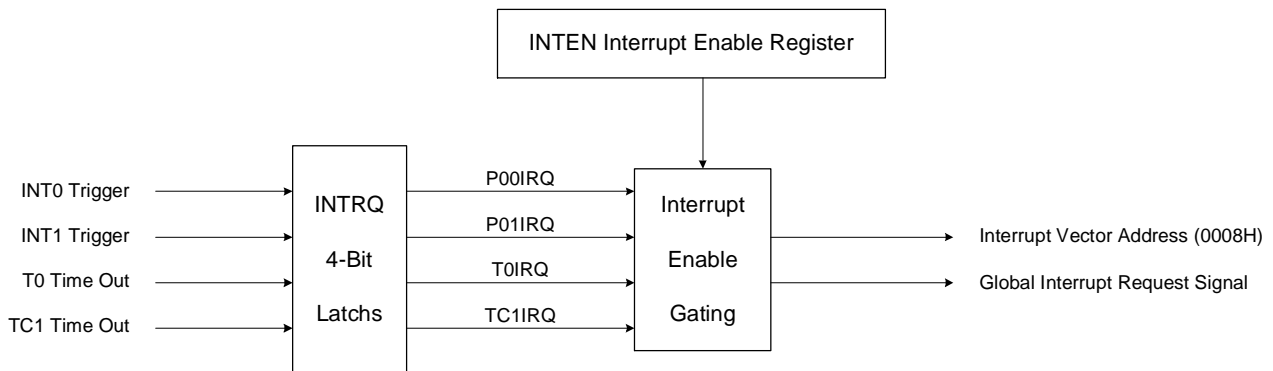 INTEN Interrupt Enable Register
INT0 Trigger
INT1 Trigger
T0 Time Out
TC1 Time Out
INTRQ
4-Bit
Latchs
P00IRQ
P01IRQ
T0IRQ
TC1IRQ
Interrupt
Enable
Gating
Interrupt Vector Address (0008H)
Global Interrupt Request Signal